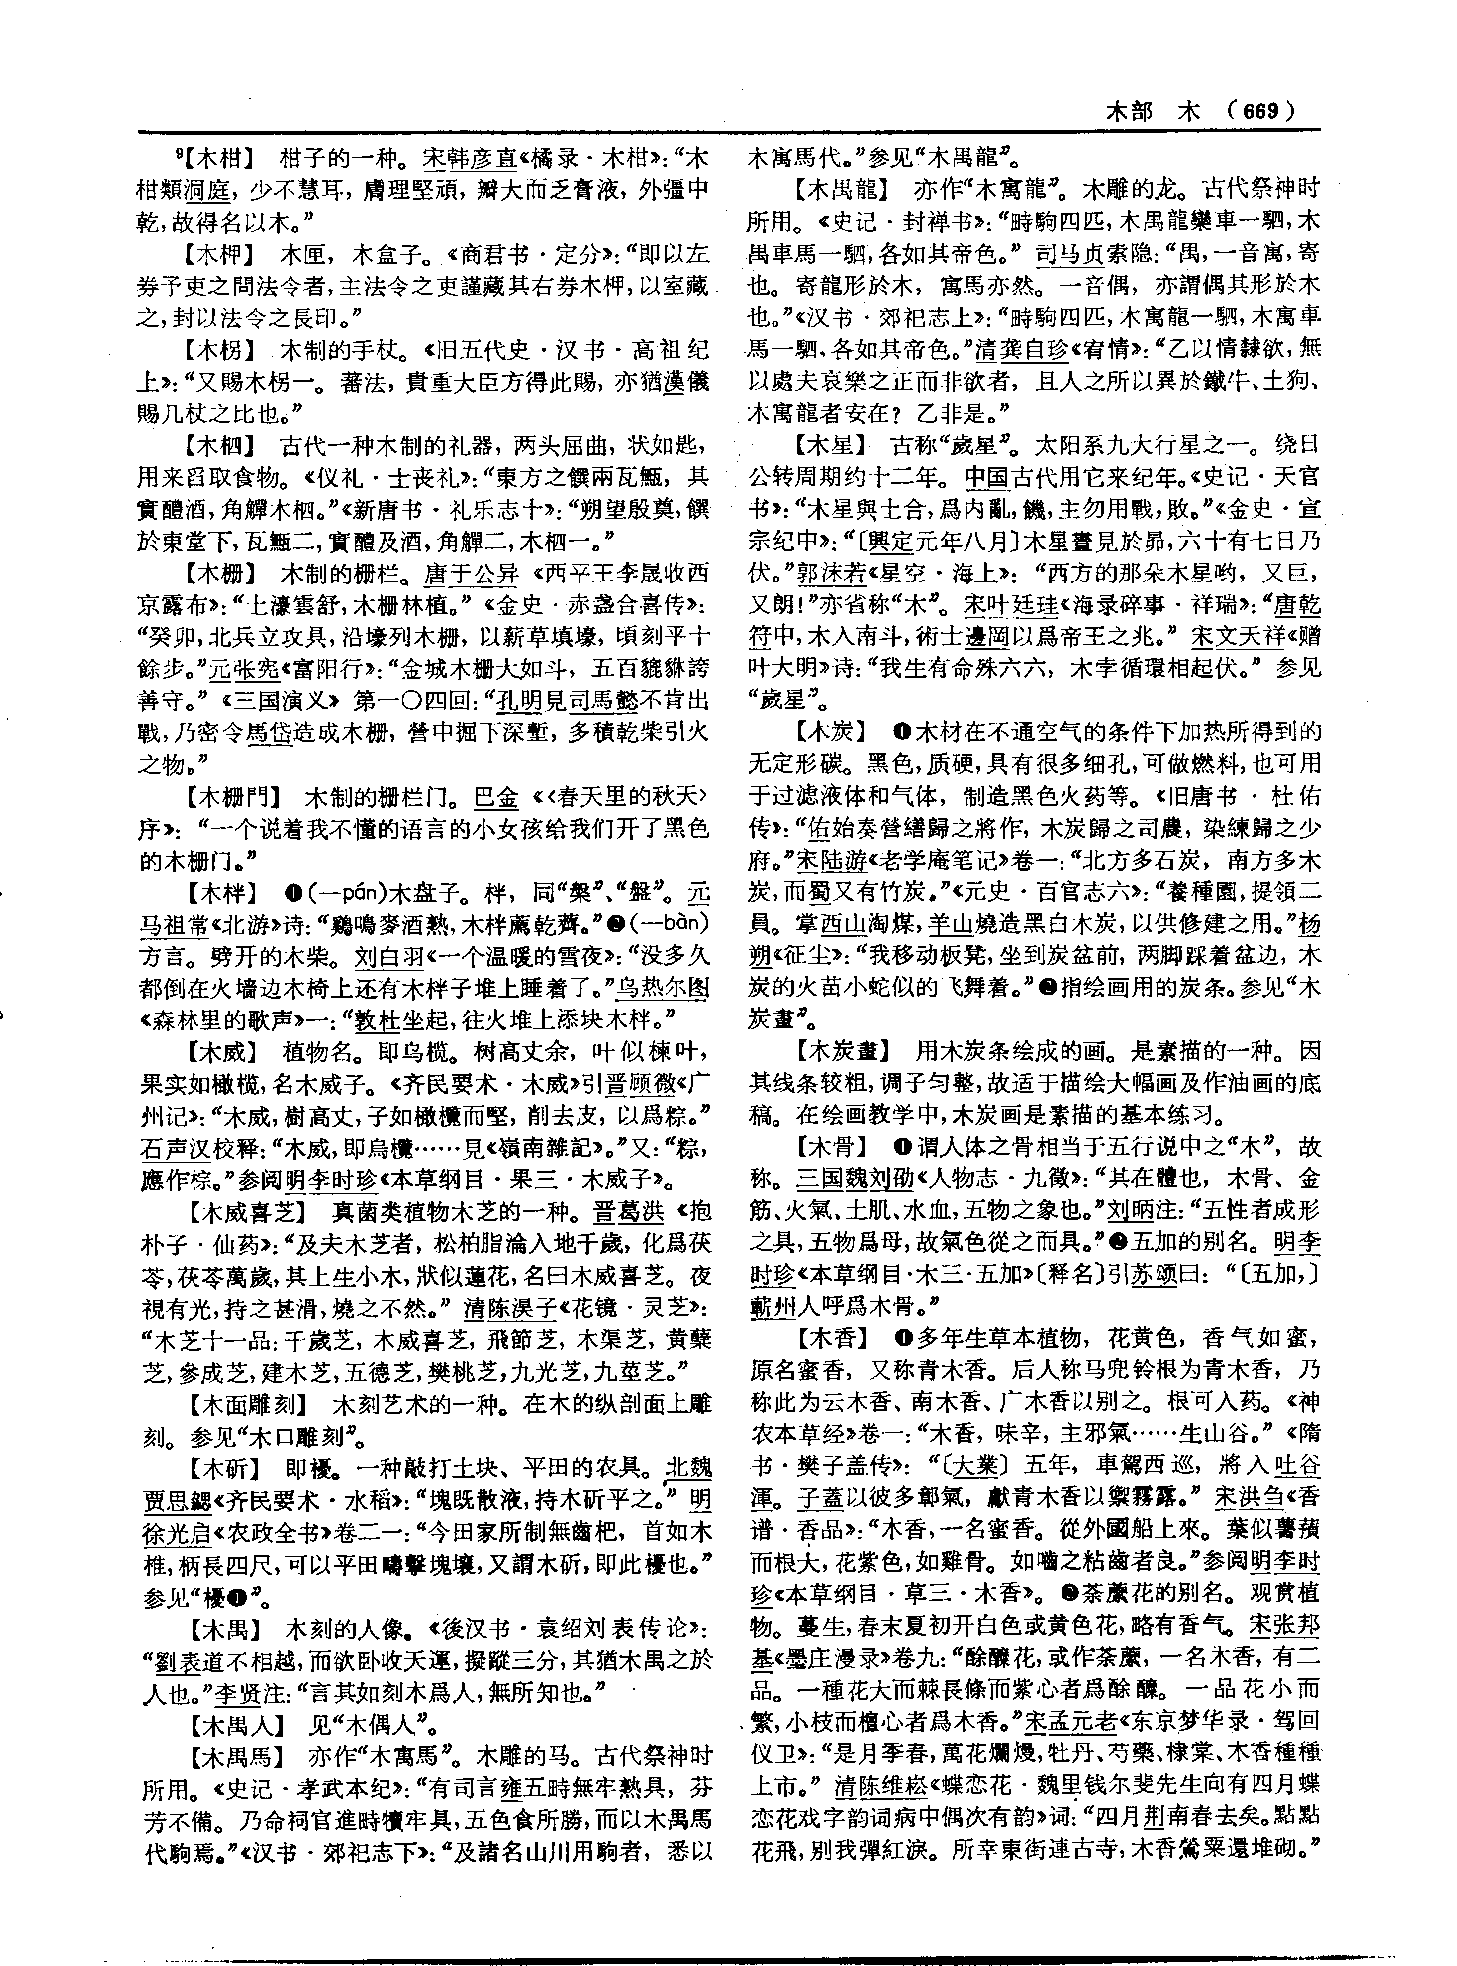 木部　木　（669）
⁹【木柑】　柑子的一种。宋韩彦直《橘录·木柑》：“木
柑類洞庭，少不慧耳，膚理堅頑，瓣大而乏膏液，外彊中
乾，故得名以木。”
【木柙】　木匣，木盒子。《商君书·定分》：“即以左
券予吏之問法令者，主法令之吏謹藏其右券木柙，以室藏
之，封以法令之長印。”
【木枴】　木制的手杖。《旧五代史·汉书·高祖纪
上》：“又賜木枴一。蕃法，貴重大臣方得此賜，亦猶漢儀
賜几杖之比也。”
【木柶】　古代一种木制的礼器，两头屈曲，状如匙，
用来舀取食物。《仪礼·士丧礼》：“東方之饌兩瓦甒，其
實醴酒，角觶木柶。”《新唐书·礼乐志十》：“朔望殷奠，饌
於東堂下，瓦甒二，實醴及酒，角觶二，木柶一。”
【木栅】　木制的栅栏。唐于公异《西平王李晟收西
京露布》：“土濠雲舒，木栅林植。”《金史·赤盏合喜传》：
“癸卯，北兵立攻具，沿壕列木栅，以薪草填壕，頃刻平十
餘步。”元张宪《富阳行》：“金城木栅大如斗，五百貔貅誇
善守。”《三国演义》第一〇四回：“孔明見司馬懿不肯出
戰，乃密令馬岱造成木栅，營中掘下深塹，多積乾柴引火
之物。”
【木栅門】　木制的栅栏门。巴金《〈春天里的秋天〉
序》：“一个说着我不懂的语言的小女孩给我们开了黑色
的木栅门。”
【木柈】　❶(一pán)木盘子。柈，同“槃”、“盤”。元
马祖常《北游》诗：“鷄鳴麥酒熟，木柈薦乾薺。”❷(一bàn)
方言。劈开的木柴。刘白羽《一个温暖的雪夜》：“没多久
都倒在火墙边木椅上还有木柈子堆上睡着了。”乌热尔图
《森林里的歌声》一：“敦杜坐起，往火堆上添块木柈。”
【木威】　植物名。即乌榄。树高丈余，叶似楝叶，
果实如橄榄，名木威子。《齐民要术·木威》引晋顾微《广
州记》：“木威，樹高丈，子如橄欖而堅，削去皮，以爲粽。”
石声汉校释：“木威，即烏欖……見《嶺南雜記》。”又：“粽，
應作𥹤。”参阅明李时珍《本草纲目·果三·木威子》。
【木威喜芝】　真菌类植物木芝的一种。晋葛洪《抱
朴子·仙药》：“及夫木芝者，松柏脂淪入地千歲，化爲茯
苓，茯苓萬歲，其上生小木，狀似蓮花，名曰木威喜芝。夜
視有光，持之甚滑，燒之不然。”清陈淏子《花镜·灵芝》：
“木芝十一品：千歲芝，木威喜芝，飛節芝，木渠芝，黄蘗
芝，參成芝，建木芝，五德芝，樊桃芝，九光芝，九莖芝。”
【木面雕刻】　木刻艺术的一种。在木的纵剖面上雕
刻。参见“木口雕刻”。
【木斫】　即櫌。一种敲打土块、平田的农具。北魏
贾思勰《齐民要术·水稻》：“塊既散液，持木斫平之。”明
徐光启《农政全书》卷二一：“今田家所制無齒杷，首如木
椎，柄長四尺，可以平田疇擊塊壤，又謂木斫，即此櫌也。”
参见“櫌❶”。
【木禺】　木刻的人像。《後汉书·袁绍刘表传论》：
“劉表道不相越，而欲卧收天運，擬蹤三分，其猶木禺之於
人也。”李贤注：“言其如刻木爲人，無所知也。”
【木禺人】　见“木偶人”。
【木禺馬】　亦作“木寓馬”。木雕的马。古代祭神时
所用。《史记·孝武本纪》：“有司言雍五畤無牢熟具，芬
芳不備。乃命祠官進畤犢牢具，五色食所勝，而以木禺馬
代駒焉。”《汉书·郊祀志下》：“及諸名山川用駒者，悉以
木寓馬代。”参见“木禺龍”。
【木禺龍】　亦作“木寓龍”。木雕的龙。古代祭神时
所用。《史记·封禅书》：“畤駒四匹，木禺龍欒車一駟，木
禺車馬一駟，各如其帝色。”司马贞索隐：“禺，一音寓，寄
也。寄龍形於木，寓馬亦然。一音偶，亦謂偶其形於木
也。”《汉书·郊祀志上》：“畤駒四匹，木寓龍一駟，木寓車
馬一駟，各如其帝色。”清龚自珍《宥情》：“乙以情隸欲，無
以處夫哀樂之正而非欲者，且人之所以異於鐵牛、土狗、
木寓龍者安在？乙非是。”
【木星】　古称“歲星”。太阳系九大行星之一。绕日
公转周期约十二年。中国古代用它来纪年。《史记·天官
书》：“木星與土合，爲内亂，饑，主勿用戰，敗。”《金史·宣
宗纪中》：“〔興定元年八月〕木星晝見於昴，六十有七日乃
伏。”郭沫若《星空·海上》：“西方的那朵木星哟，又巨，
又朗！”亦省称“木”。宋叶廷珪《海录碎事·祥瑞》：“唐乾
符中，木入南斗，術士邊岡以爲帝王之兆。”宋文天祥《赠
叶大明》诗：“我生有命殊六六，木孛循環相起伏。”参见
“歲星”。
【木炭】　❶木材在不通空气的条件下加热所得到的
无定形碳。黑色，质硬，具有很多细孔，可做燃料，也可用
于过滤液体和气体，制造黑色火药等。《旧唐书·杜佑
传》：“佑始奏營繕歸之將作，木炭歸之司農，染練歸之少
府。”宋陆游《老学庵笔记》卷一：“北方多石炭，南方多木
炭，而蜀又有竹炭。”《元史·百官志六》：“養種園，提領二
員。掌西山淘煤，羊山燒造黑白木炭，以供修建之用。”杨
朔《征尘》：“我移动板凳，坐到炭盆前，两脚踩着盆边，木
炭的火苗小蛇似的飞舞着。”❷指绘画用的炭条。参见“木
炭畫”。
【木炭畫】　用木炭条绘成的画。是素描的一种。因
其线条较粗，调子匀整，故适于描绘大幅画及作油画的底
稿。在绘画教学中，木炭画是素描的基本练习。
【木骨】　❶谓人体之骨相当于五行说中之“木”，故
称。三国魏刘劭《人物志·九徵》：“其在體也，木骨、金
筋、火氣、土肌、水血，五物之象也。”刘昞注：“五性者成形
之具，五物爲母，故氣色從之而具。”❷五加的别名。明李
时珍《本草纲目·木三·五加》〔释名〕引苏颂曰：“〔五加，〕
蘄州人呼爲木骨。”
【木香】　❶多年生草本植物，花黄色，香气如蜜，
原名蜜香，又称青木香。后人称马兜铃根为青木香，乃
称此为云木香、南木香、广木香以别之。根可入药。《神
农本草经》卷一：“木香，味辛，主邪氣……生山谷。”《隋
书·樊子盖传》：“〔大業〕五年，車駕西巡，將入吐谷
渾。子蓋以彼多鄣氣，獻青木香以禦霧露。”宋洪刍《香
谱·香品》：“木香，一名蜜香。從外國船上來。葉似薯蕷
而根大，花紫色，如雞骨。如嚙之粘齒者良。”参阅明李时
珍《本草纲目·草三·木香》。❷荼䕷花的别名。观赏植
物。蔓生，春末夏初开白色或黄色花，略有香气。宋张邦
基《墨庄漫录》卷九：“酴醾花，或作荼䕷，一名木香，有二
品。一種花大而棘長條而紫心者爲酴醾。一品花小而
繁，小枝而檀心者爲木香。”宋孟元老《东京梦华录·驾回
仪卫》：“是月季春，萬花爛熳，牡丹、芍藥、棣棠、木香種種
上市。”清陈维崧《蝶恋花·魏里钱尔斐先生向有四月蝶
恋花戏字韵词病中偶次有韵》词：“四月荆南春去矣。點點
花飛，别我彈紅淚。所幸東街連古寺，木香鶯粟還堆砌。”